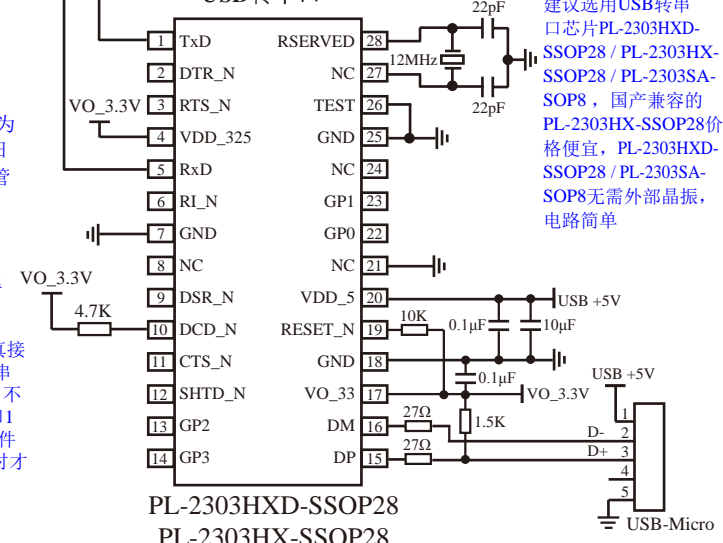 22pF
建议选用USB转串
口芯片PL-2303HXD-
SSOP28 / PL-2303HX-
SSOP28 / PL-2303SA-
SOP8 ，国产兼容的
PL-2303HX-SSOP28价
格便宜，PL-2303HXD-
SSOP28 / PL-2303SA-
SOP8无需外部晶振，
电路简单
12MHz
22pF
1 TxD
2 DTR_N
3 RTS_N
4 VDD_325
5 RxD
6 RI_N
7 GND
8 NC
9 DSR_N
10 DCD_N
11 CTS_N
12 SHTD_N
13 GP2
14 GP3
RSERVED 28
NC 27
TEST 26
GND 25
NC 24
GP1 23
GP0 22
NC 21
VDD_5 20
RESET_N 19
GND 18
VO_33 17
DM 16
DP 15
VO_3.3V
为
管
VO_3.3V
4.7K
接
串
不
1
件
才
10K
0.1μF
10μF
USB +5V
0.1μF
VO_3.3V
USB +5V
27Ω
1.5K
27Ω
D-
D+
1
2
3
4
5
USB-Micro
PL-2303HXD-SSOP28
PL-2303HX-SSOP28